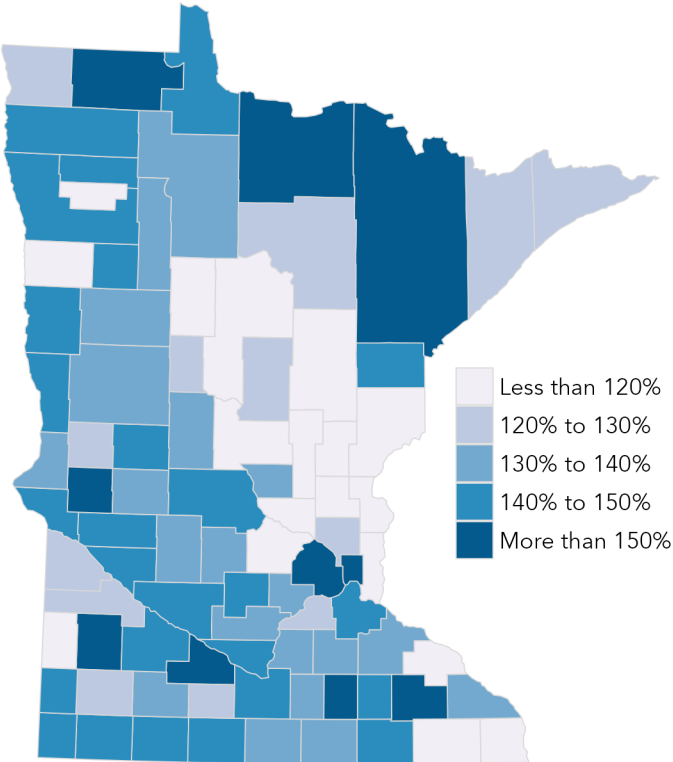 Less than 120%
120% to 130%
130% to 140%
140% to 150%
More than 150%